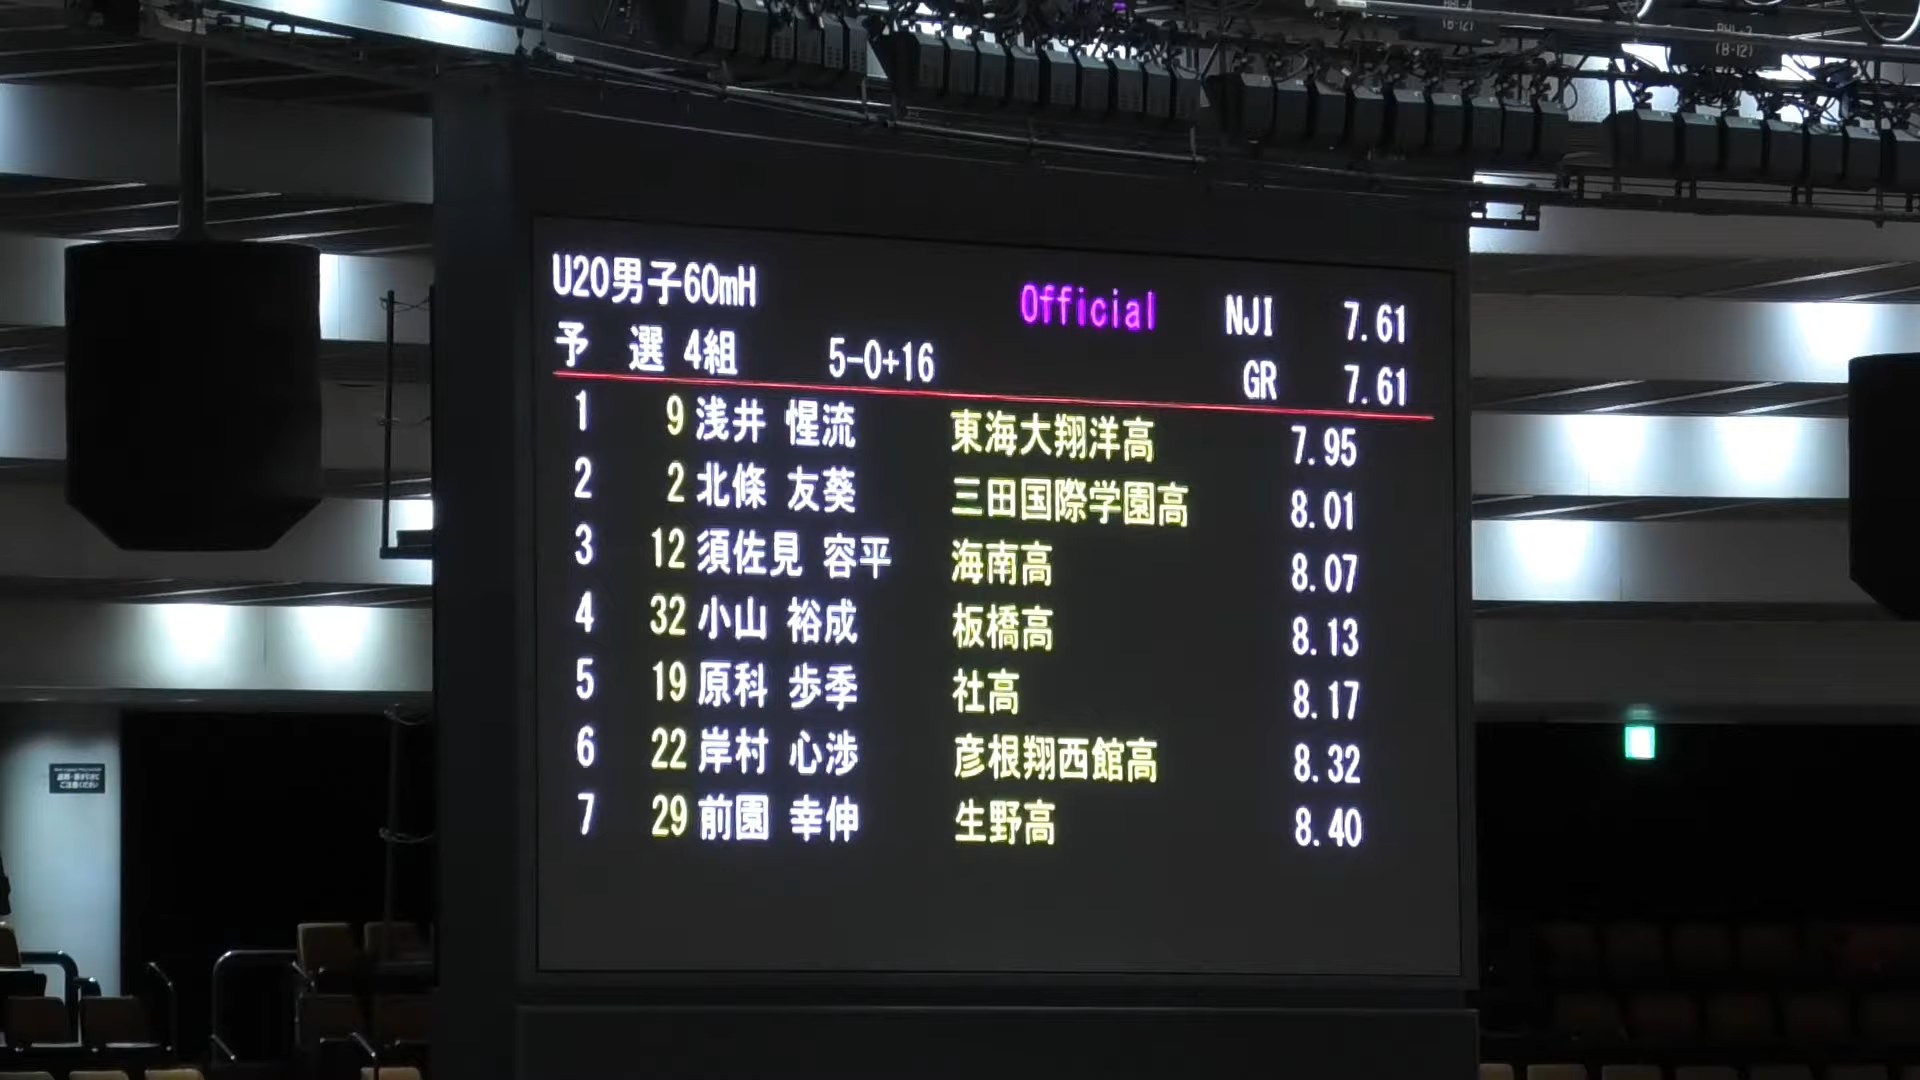 U20男子60mH Official NJI 7.61
予 選 4組 5-0+16 GR 7.61
1 9 浅井 惺流 東海大翔洋高 7.95
2 2 北條 友葵 三田国際学園高 8.01
3 12 須佐見 容平 海南高 8.07
4 32 小山 裕成 板橋高 8.13
5 19 原科 歩季 社高 8.17
6 22 岸村 心渉 彦根翔西館高 8.32
7 29 前園 幸伸 生野高 8.40